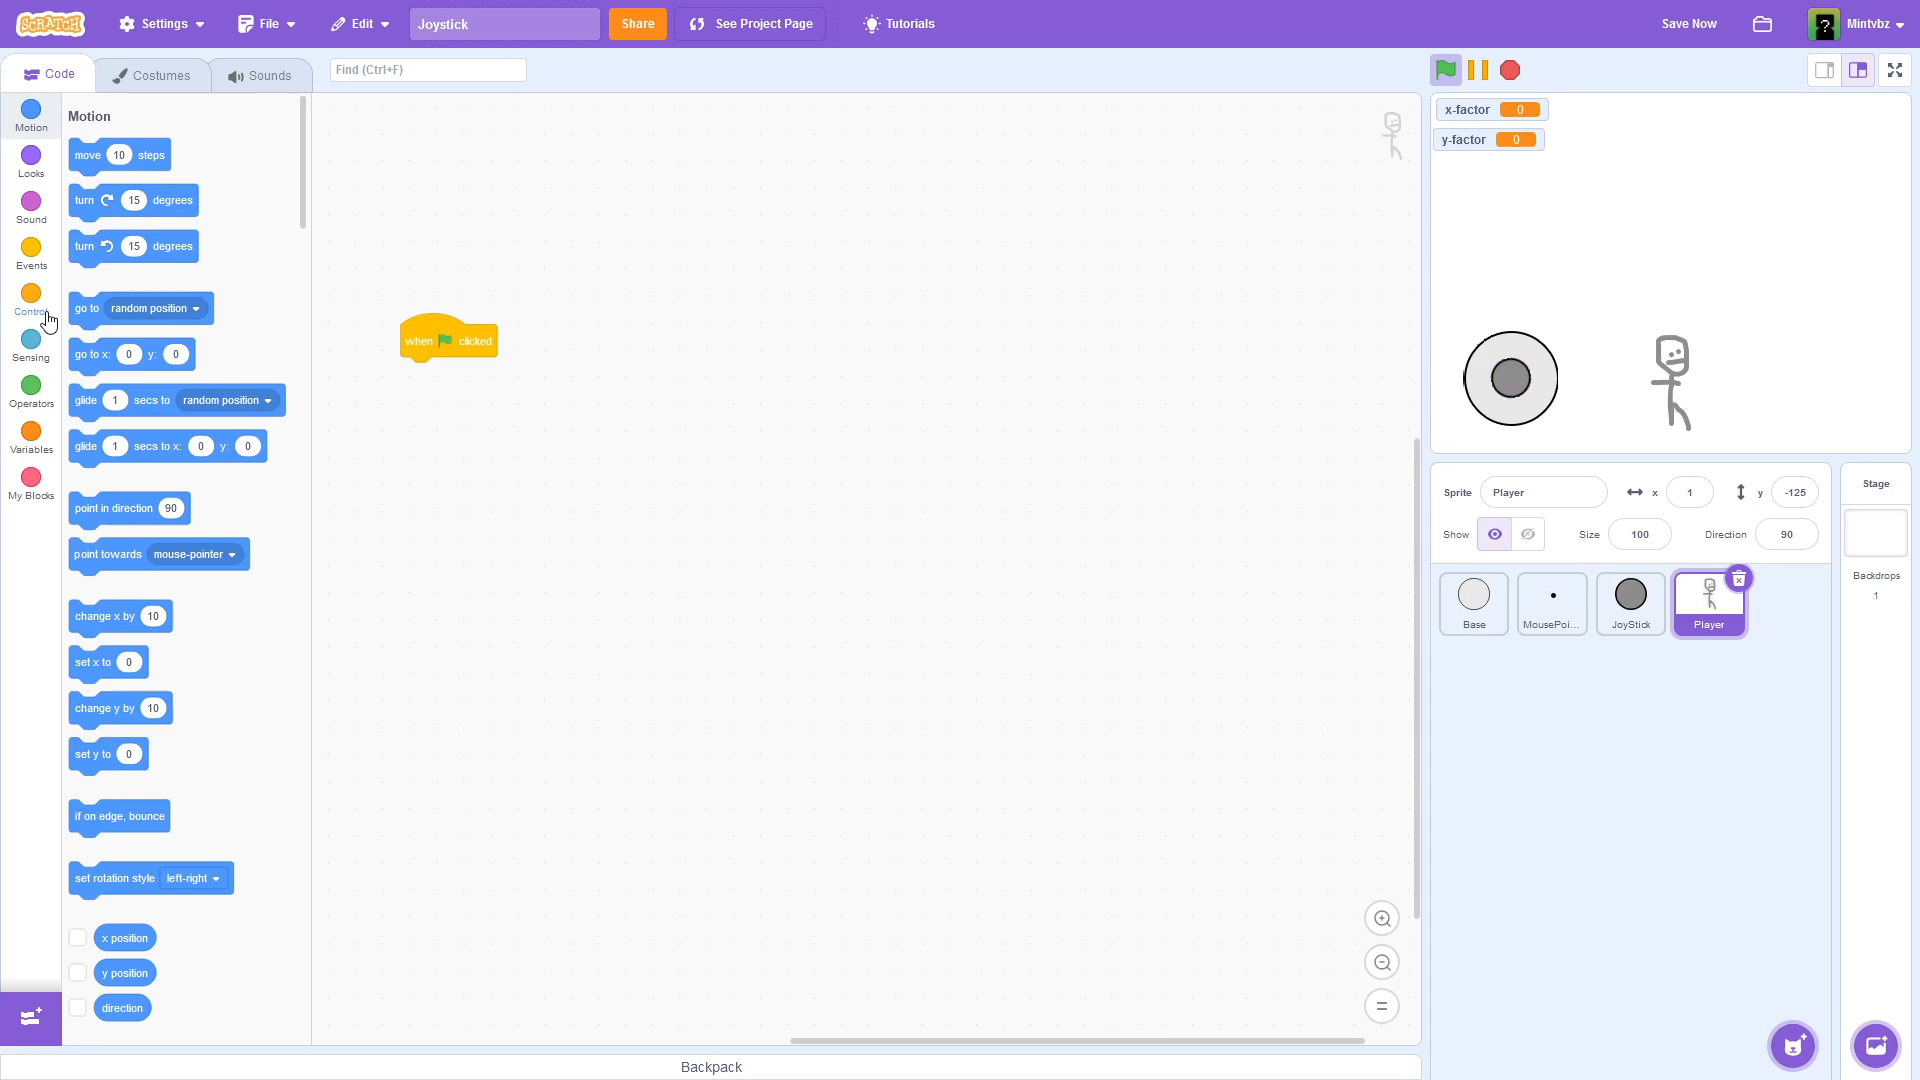 SCRATCH
Settings
File
Edit
Joystick
Share
See Project Page
Tutorials
Save Now
?
Mintvbz
Code
Costumes
Sounds
Find (Ctrl+F)
Motion
Looks
Sound
Events
Control
Sensing
Operators
Variables
My Blocks
Motion
move 10 steps
turn 15 degrees
turn 15 degrees
go to random position
go to x: 0 y: 0
glide 1 secs to random position
glide 1 secs to x: 0 y: 0
point in direction 90
point towards mouse-pointer
change x by 10
set x to 0
change y by 10
set y to 0
if on edge, bounce
set rotation style left-right
x position
y position
direction
when clicked
x-factor 0
y-factor 0
Sprite Player x 1 y -125
Show Size 100 Direction 90
Base
MousePoi...
JoyStick
Player
Stage
Backdrops
1
Backpack